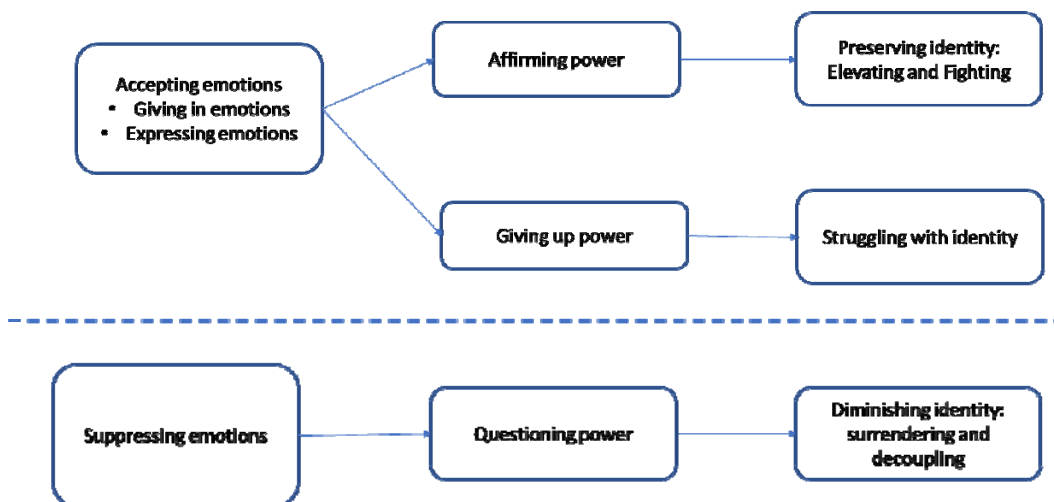 Accepting emotions
• Giving in emotions
• Expressing emotions
Affirming power
Preserving identity:
Elevating and Fighting
Giving up power
Struggling with identity
Suppressing emotions
Questioning power
Diminishing identity:
surrendering and
decoupling